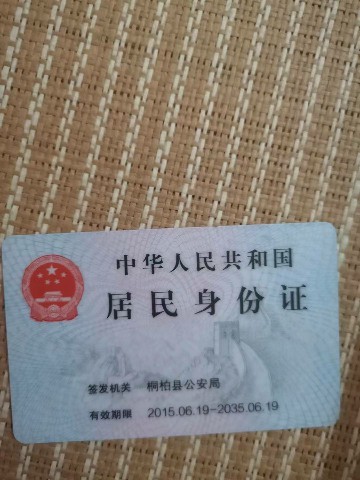 中华人民共和国
居民身份证
签发机关 桐柏县公安局
有效期限 2015.06.19-2035.06.19